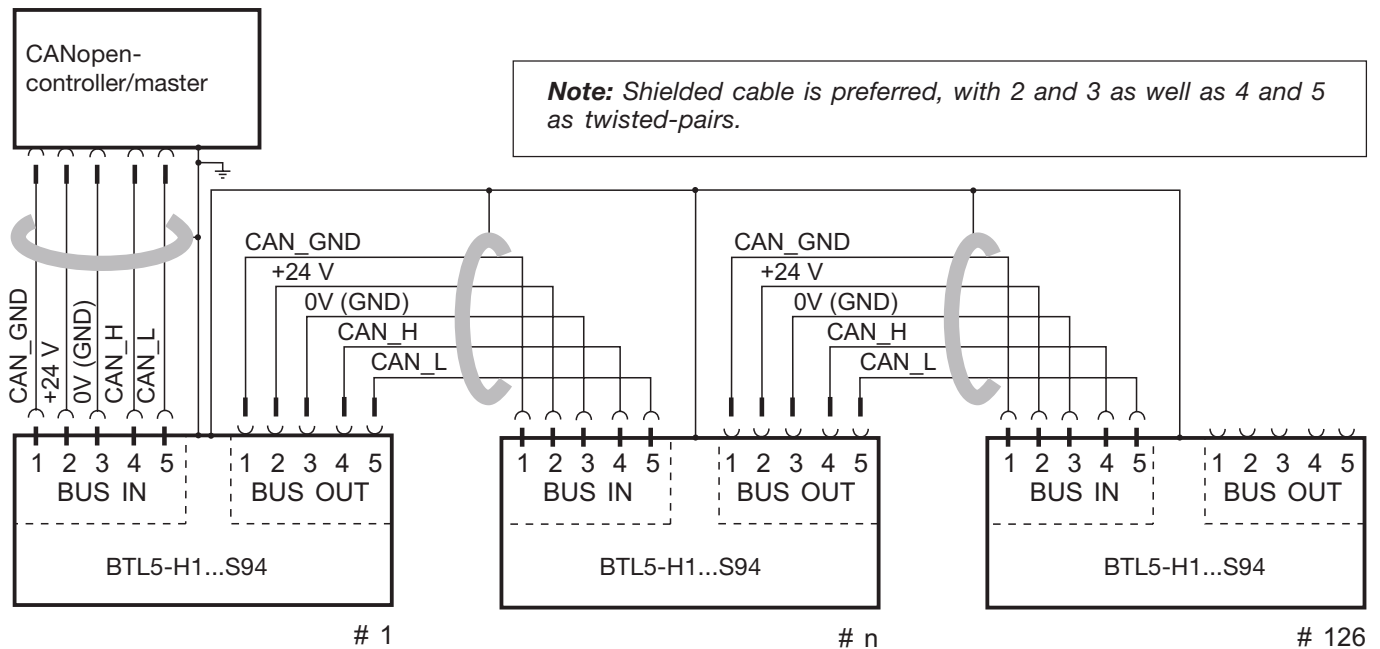 CANopen-
controller/master
Note: Shielded cable is preferred, with 2 and 3 as well as 4 and 5
as twisted-pairs.
CAN_GND
+24 V
0V (GND)
CAN_H
CAN_L
CAN_GND
+24 V
0V (GND)
CAN_H
CAN_L
CAN_GND
+24 V
0V (GND)
CAN_H
CAN_L
1 2 3 4 5
BUS IN
1 2 3 4 5
BUS OUT
BTL5-H1...S94
# 1
1 2 3 4 5
BUS IN
1 2 3 4 5
BUS OUT
BTL5-H1...S94
# n
1 2 3 4 5
BUS IN
1 2 3 4 5
BUS OUT
BTL5-H1...S94
# 126